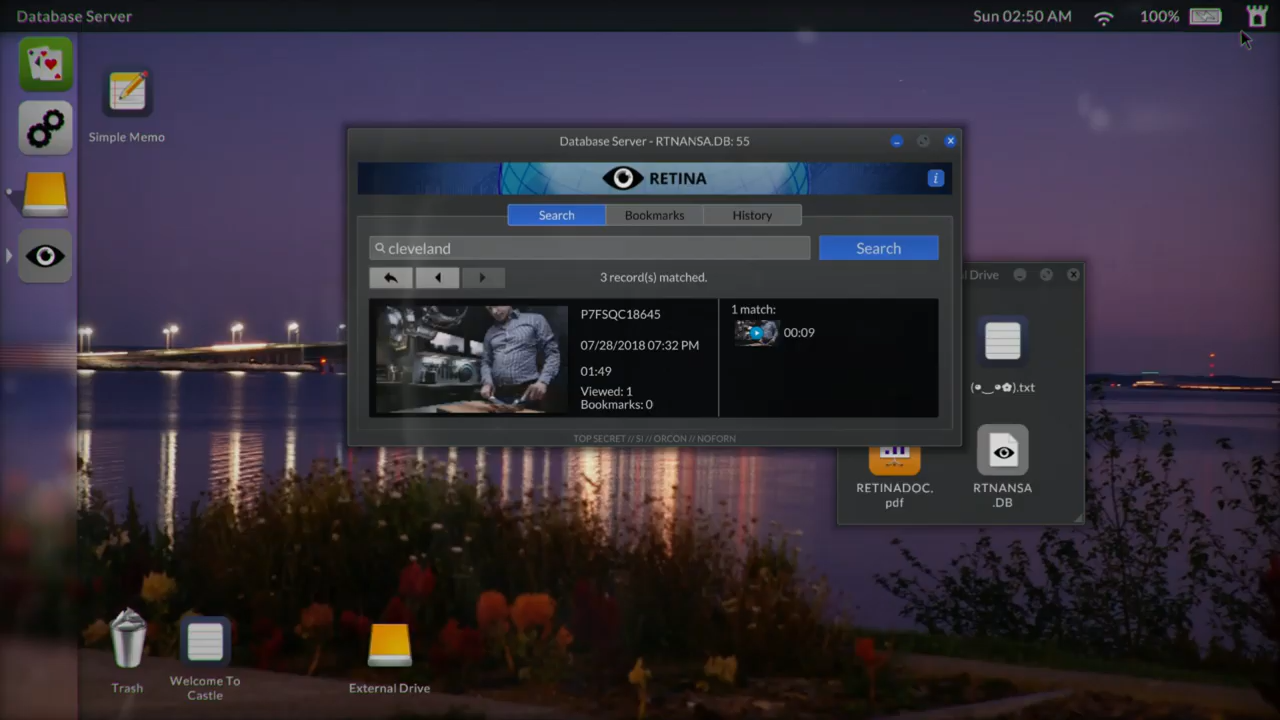 Database Server
Sun 02:50 AM
100%
Simple Memo
Database Server - RTNANSA.DB: 55
RETINA
i
Search
Bookmarks
History
cleveland
Search
3 record(s) matched.
P7FSQC18645
07/28/2018 07:32 PM
01:49
Viewed: 1
Bookmarks: 0
1 match:
00:09
TOP SECRET // SI // ORCON // NOFORN
l Drive
(•‿•✿).txt
RETINADOC.
pdf
RTNANSA
.DB
Trash
Welcome To
Castle
External Drive